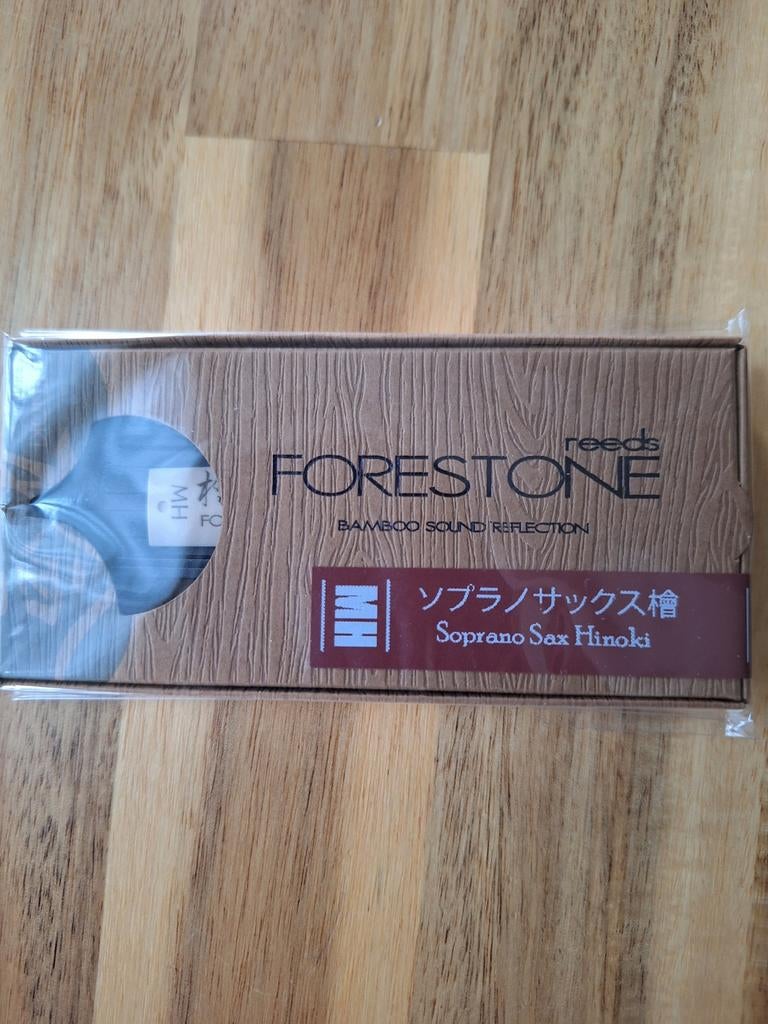 reeds
FORESTONE
BAMBOO SOUND REFLECTION
MH
ソプラノサックス檜
Soprano Sax Hinoki
MH
FC